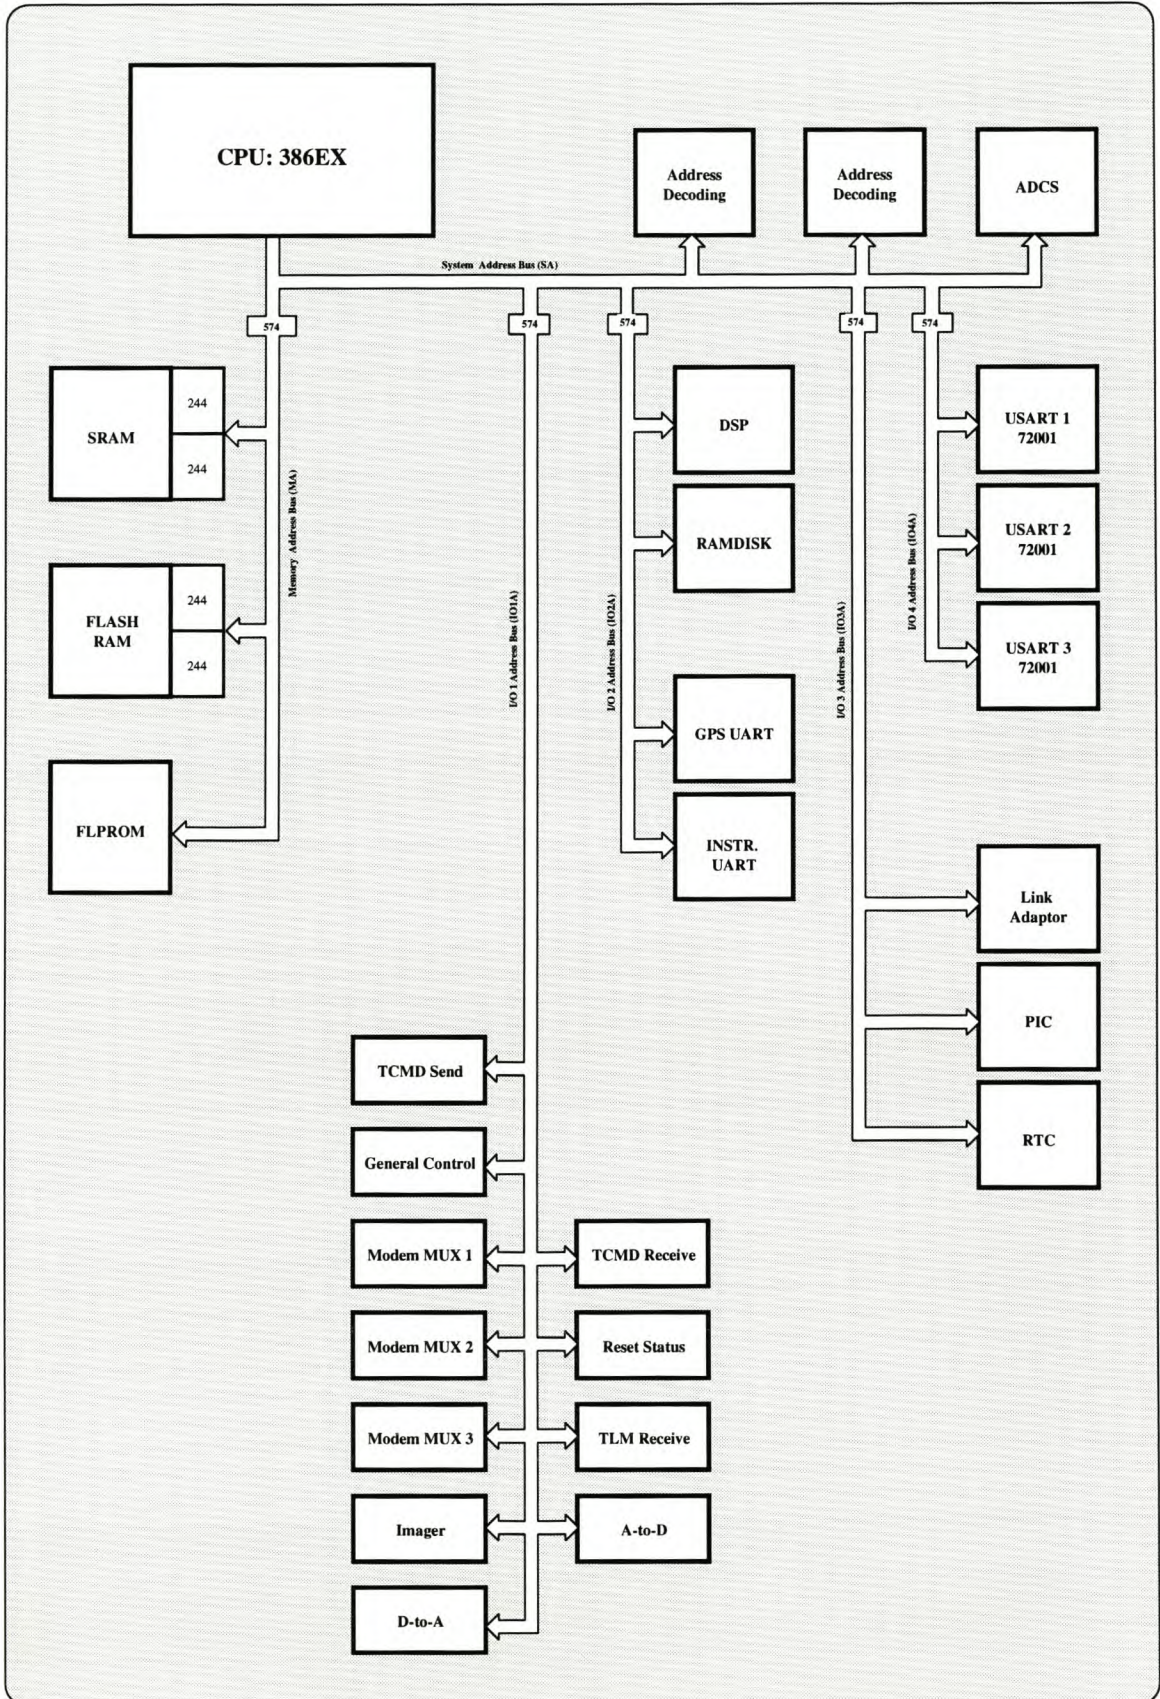 CPU: 386EX
Address
Decoding
Address
Decoding
ADCS
System Address Bus (SA)
574
574
574
574
574
SRAM
244
244
Memory Address Bus (MA)
FLASH
RAM
244
244
FLPROM
I/O 1 Address Bus (IO1A)
I/O 2 Address Bus (IO2A)
DSP
RAMDISK
GPS UART
INSTR.
UART
I/O 3 Address Bus (IO3A)
I/O 4 Address Bus (IO4A)
USART 1
72001
USART 2
72001
USART 3
72001
Link
Adaptor
PIC
RTC
TCMD Send
General Control
Modem MUX 1
TCMD Receive
Modem MUX 2
Reset Status
Modem MUX 3
TLM Receive
Imager
A-to-D
D-to-A